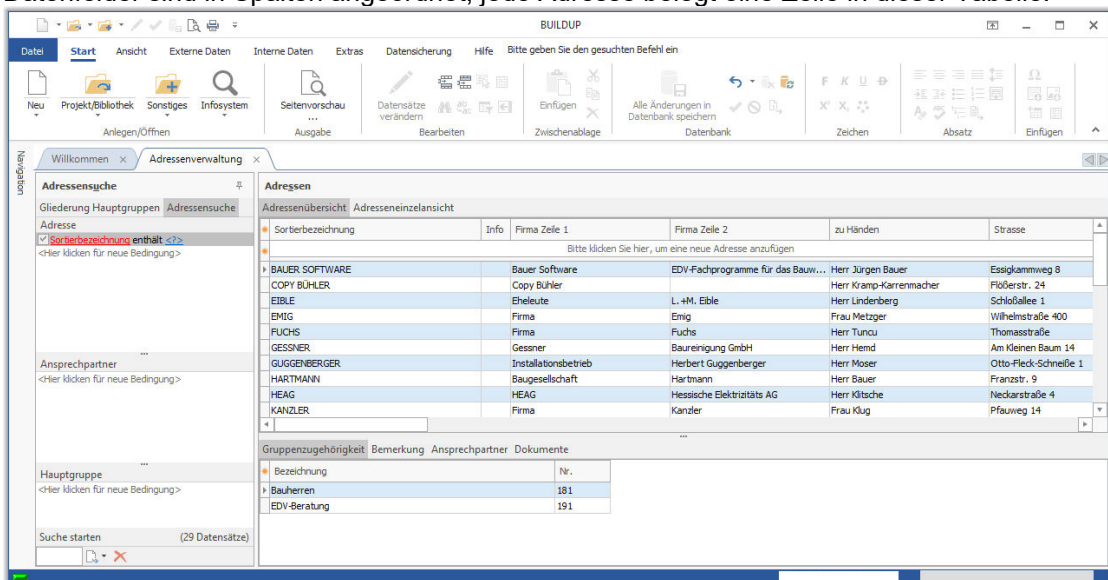 Datenfelder sind in Spalten angeordnet, jede Adresse belegt eine Zeile in dieser Tabelle.
BUILDUP
Datei Start Ansicht Externe Daten Interne Daten Extras Datensicherung Hilfe Bitte geben Sie den gesuchten Befehl ein
Neu Projekt/Bibliothek Sonstiges Infosystem Seitenvorschau ... Datensätze verändern Einfügen Alle Änderungen in Datenbank speichern F K U D
Anlegen/Öffnen Ausgabe Bearbeiten Zwischenablage Datenbank Zeichen Absatz Einfügen
Navigation
Willkommen Adressenverwaltung
Adressensuche
Gliederung Hauptgruppen Adressensuche
Adresse
Sortierbezeichnung enthält <?>
<Hier klicken für neue Bedingung>
Ansprechpartner
<Hier klicken für neue Bedingung>
Hauptgruppe
<Hier klicken für neue Bedingung>
Suche starten (29 Datensätze)
Adressen
Adressenübersicht Adresseneinzelansicht
Sortierbezeichnung Info Firma Zeile 1 Firma Zeile 2 zu Händen Strasse
Bitte klicken Sie hier, um eine neue Adresse anzufügen
BAUER SOFTWARE Bauer Software EDV-Fachprogramme für das Bauw... Herr Jürgen Bauer Essigkammweg 8
COPY BÜHLER Copy Bühler Herr Kramp-Karrenmacher Flößerstr. 24
EIBLE Eheleute L. +M. Eible Herr Lindenberg Schloßallee 1
EMIG Firma Emig Frau Metzger Wilhelmstraße 400
FUCHS Firma Fuchs Herr Tuncu Thomasstraße
GESSNER Gessner Baureinigung GmbH Herr Hemd Am Kleinen Baum 14
GUGGENBERGER Installationsbetrieb Herbert Guggenberger Herr Moser Otto-Fleck-Schneiße 1
HARTMANN Baugesellschaft Hartmann Herr Bauer Franzstr. 9
HEAG HEAG Hessische Elektrizitäts AG Herr Klitsche Neckarstraße 4
KANZLER Firma Kanzler Frau Klug Pfauweg 14
Gruppenzugehörigkeit Bemerkung Ansprechpartner Dokumente
Bezeichnung Nr.
Bauherren 181
EDV-Beratung 191